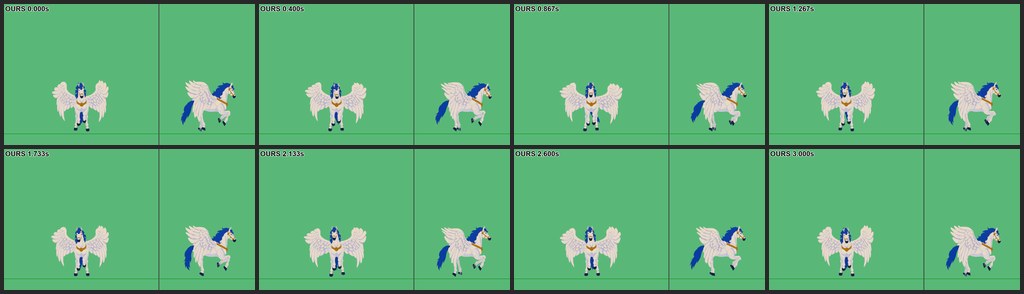 OURS 0.000s
OURS 0.400s
OURS 0.867s
OURS 1.267s
OURS 1.733s
OURS 2.133s
OURS 2.600s
OURS 3.000s